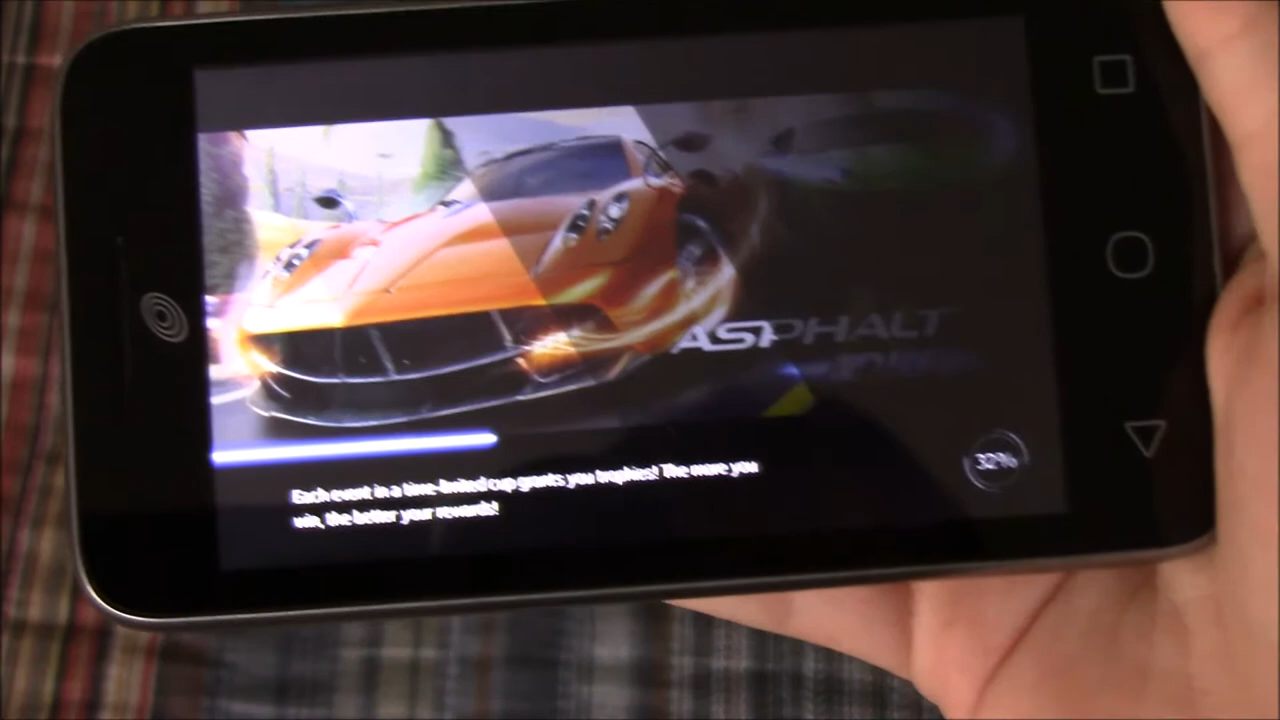 ASPHALT
Each event in a time-limited cup grants you trophies! The more you
win, the better your rewards!
32%